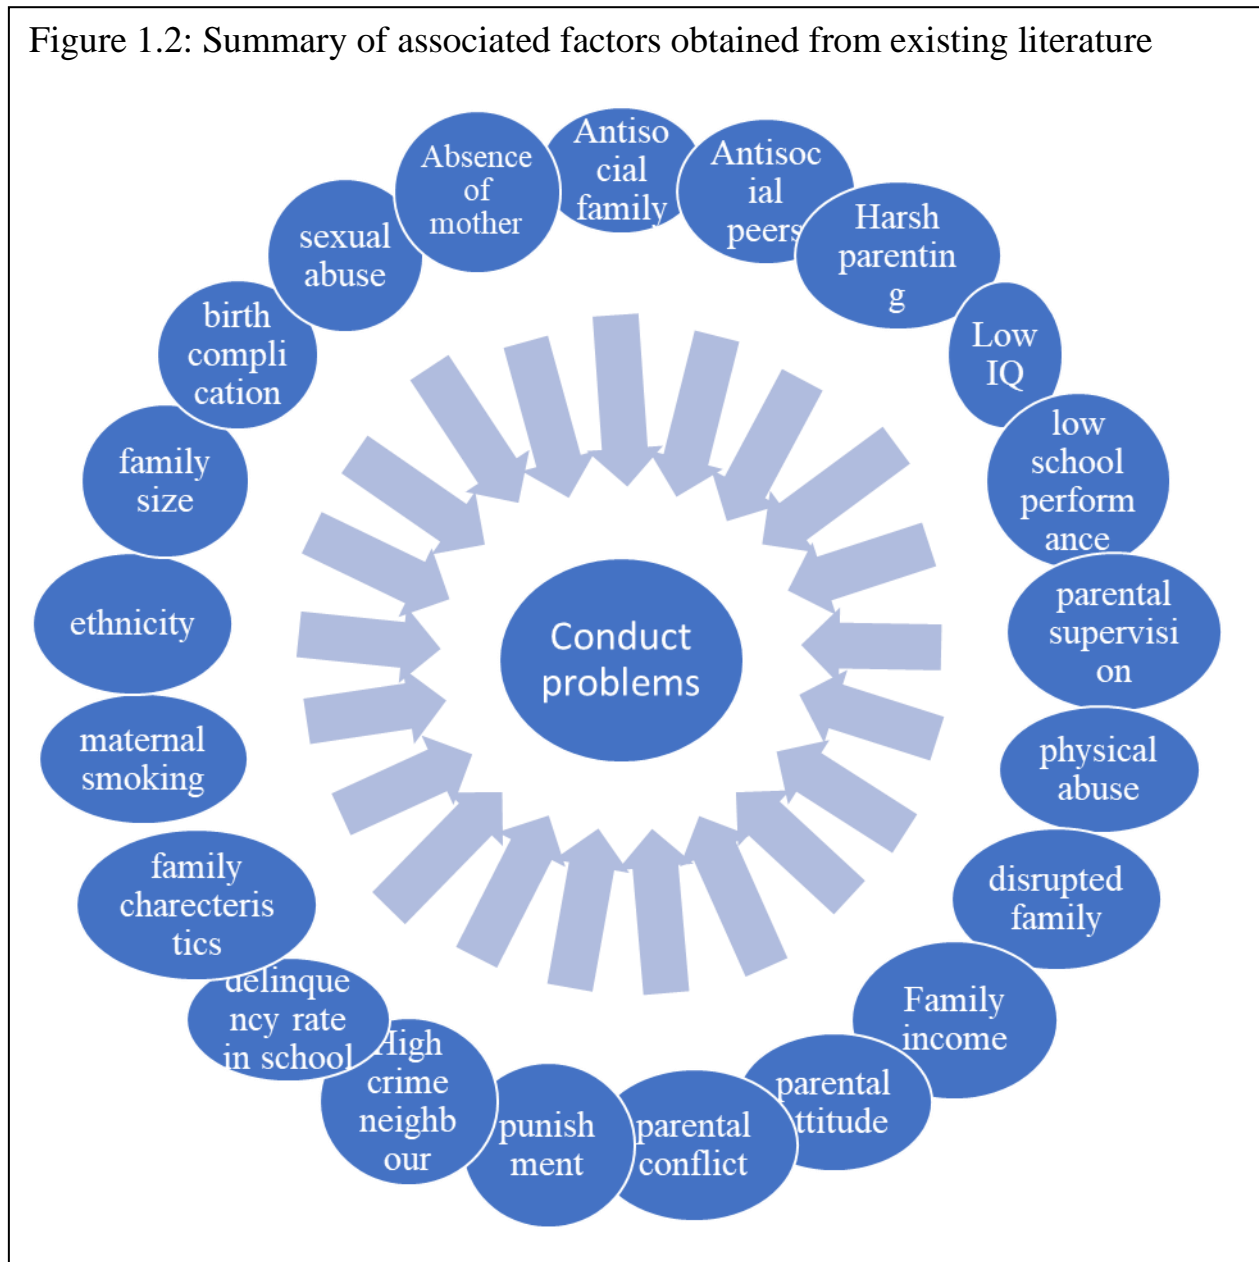 Figure 1.2: Summary of associated factors obtained from existing literature
Antiso
cial
family
Antisoc
ial
peers
Harsh
parentin
g
Low
IQ
low
school
perform
ance
parental
supervisi
on
physical
abuse
disrupted
family
Family
income
parental
ttitude
parental
conflict
punish
ment
High
crime
neighb
our
delinque
ncy rate
in school
family
charecteris
tics
maternal
smoking
ethnicity
family
size
birth
compli
cation
sexual
abuse
Absence
of
mother
Conduct
problems